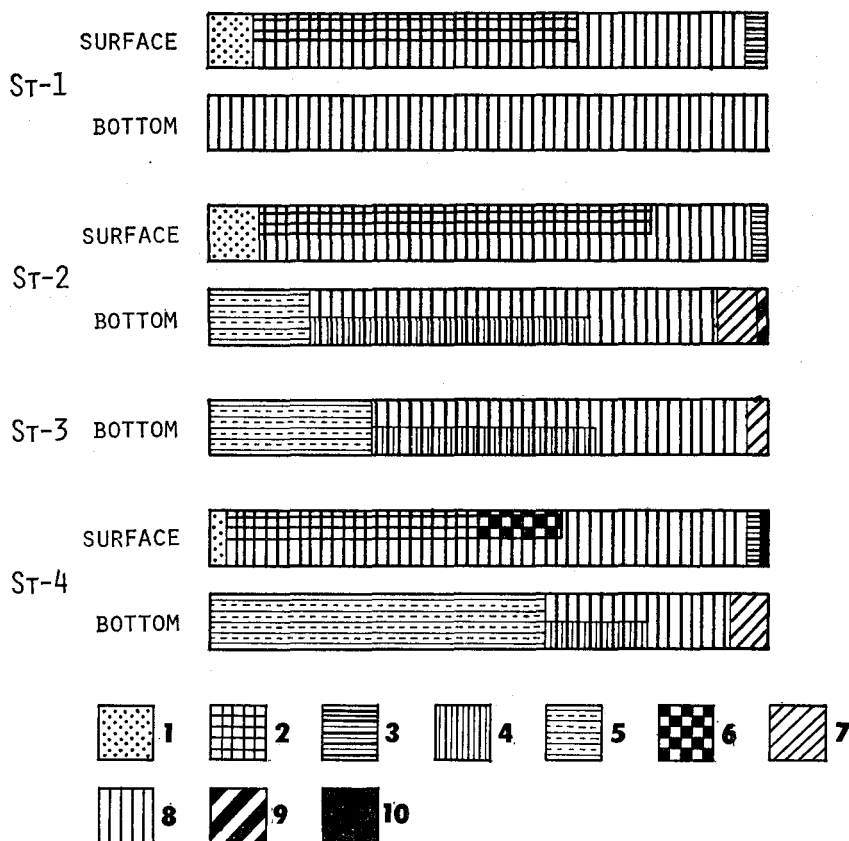 SURFACE
ST-1
BOTTOM
SURFACE
ST-2
BOTTOM
ST-3 BOTTOM
SURFACE
ST-4
BOTTOM
1 2 3 4 5 6 7
8 9 10